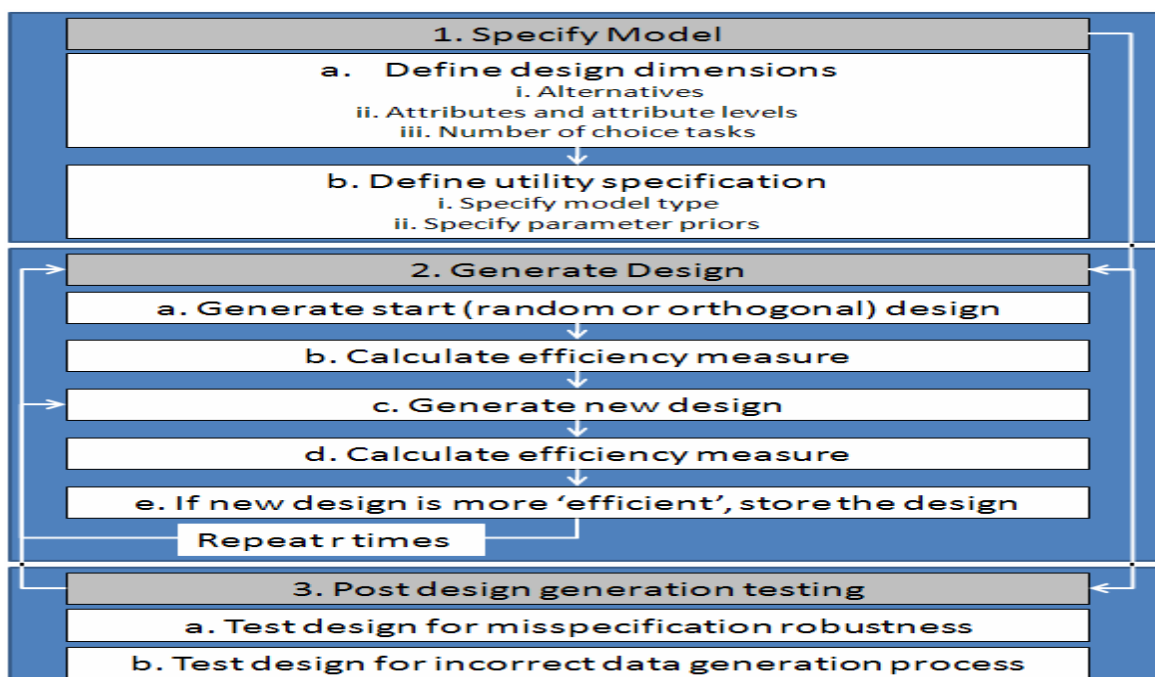 1. Specify Model
a. Define design dimensions
i. Alternatives
ii. Attributes and attribute levels
iii. Number of choice tasks
b. Define utility specification
i. Specify model type
ii. Specify parameter priors
2. Generate Design
a. Generate start (random or orthogonal) design
b. Calculate efficiency measure
c. Generate new design
d. Calculate efficiency measure
e. If new design is more ‘efficient’, store the design
Repeat r times
3. Post design generation testing
a. Test design for misspecification robustness
b. Test design for incorrect data generation process